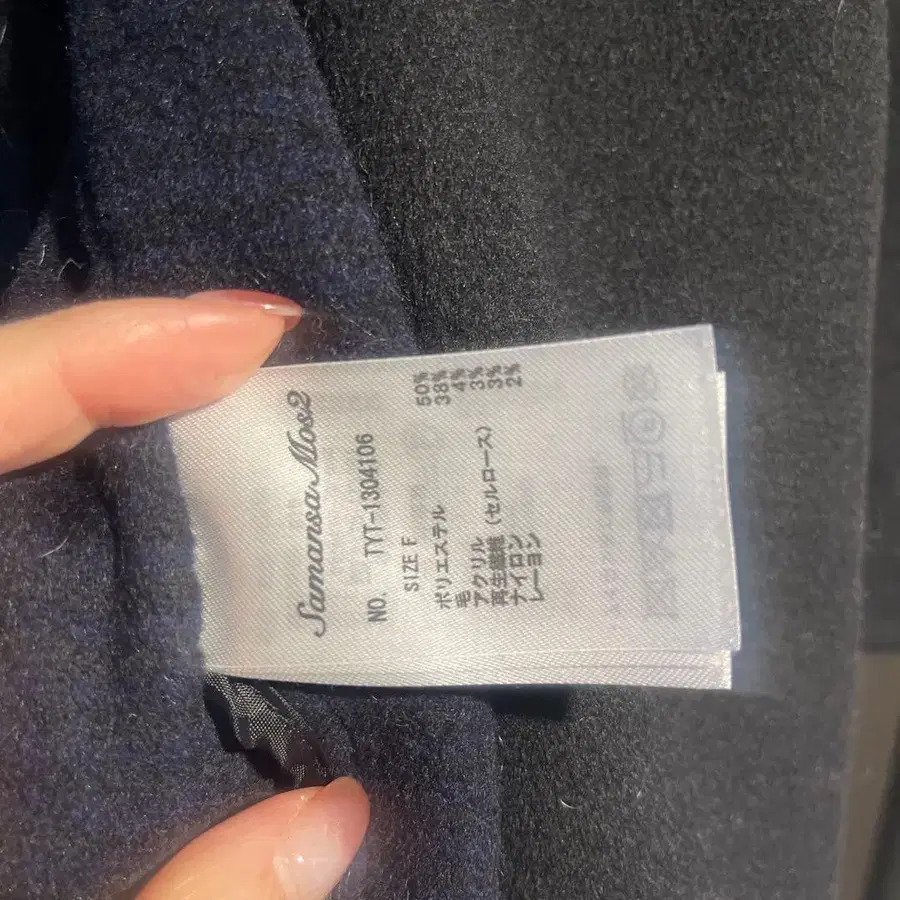 Samansa Mos2
NO. TYT-1304106
SIZE F
ポリエステル 50%
毛 38%
アクリル 4%
再生繊維(セルロース) 3%
ナイロン 3%
レーヨン 2%